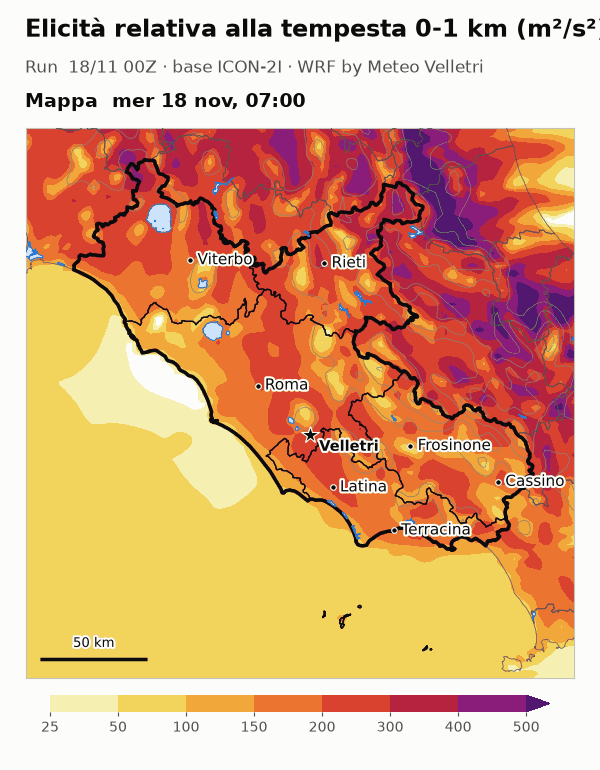 Elicità relativa alla tempesta 0-1 km (m²/s²)
Run 18/11 00Z · base ICON-2I · WRF by Meteo Velletri
Mappa mer 18 nov, 07:00
Viterbo
Rieti
Roma
Velletri
Frosinone
Latina
Cassino
Terracina
50 km
25 50 100 150 200 300 400 500